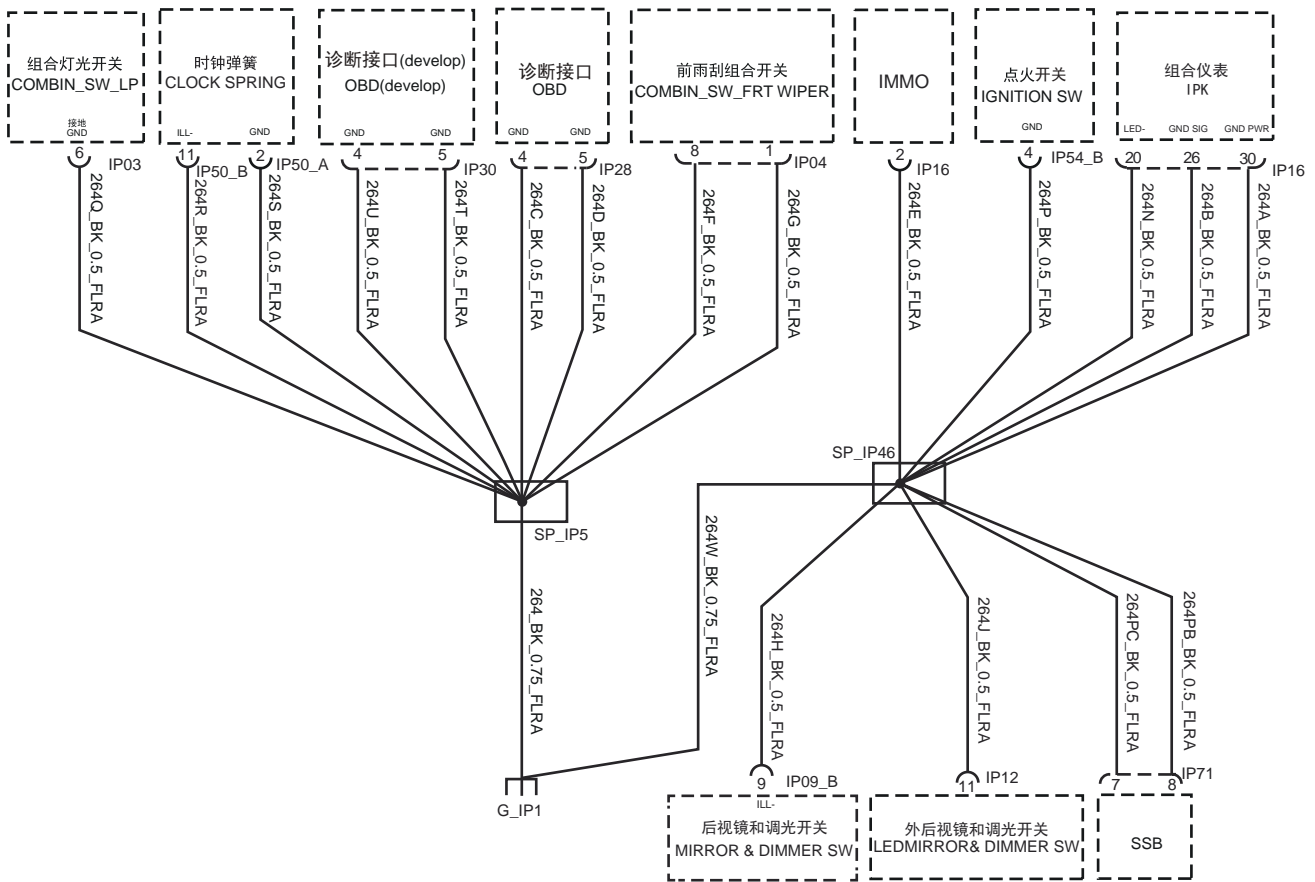 组合灯光开关
COMBIN_SW_LP
接地
GND
6
IP03
时钟弹簧
CLOCK SPRING
ILL-
GND
11
IP50_B
2
IP50_A
诊断接口(develop)
OBD(develop)
GND
GND
4
5
IP30
诊断接口
OBD
GND
GND
4
5
IP28
前雨刮组合开关
COMBIN_SW_FRT WIPER
8
1
IP04
IMMO
2
IP16
点火开关
IGNITION SW
GND
4
IP54_B
组合仪表
IPK
LED-
GND SIG
GND PWR
20
26
30
IP16
264Q_BK_0.5_FLRA
264R_BK_0.5_FLRA
264S_BK_0.5_FLRA
264U_BK_0.5_FLRA
264T_BK_0.5_FLRA
264C_BK_0.5_FLRA
264D_BK_0.5_FLRA
264F_BK_0.5_FLRA
264G_BK_0.5_FLRA
264E_BK_0.5_FLRA
264P_BK_0.5_FLRA
264N_BK_0.5_FLRA
264B_BK_0.5_FLRA
264A_BK_0.5_FLRA
SP_IP46
SP_IP5
264_BK_0.75_FLRA
264W_BK_0.75_FLRA
264H_BK_0.5_FLRA
264J_BK_0.5_FLRA
264PC_BK_0.5_FLRA
264PB_BK_0.5_FLRA
G_IP1
9
IP09_B
ILL-
后视镜和调光开关
MIRROR & DIMMER SW
11
IP12
外后视镜和调光开关
LEDMIRROR& DIMMER SW
7
8
IP71
SSB